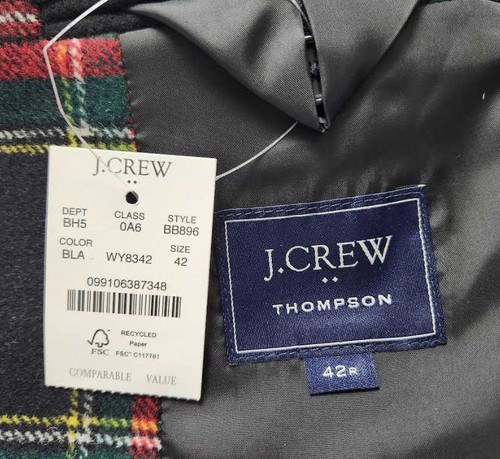 J.CREW
DEPT CLASS STYLE
BH5 0A6 BB896
COLOR SIZE
BLA WY8342 42
099106387348
FSC
RECYCLED
Paper
FSC® C117761
COMPARABLE VALUE
J.CREW
THOMPSON
42R